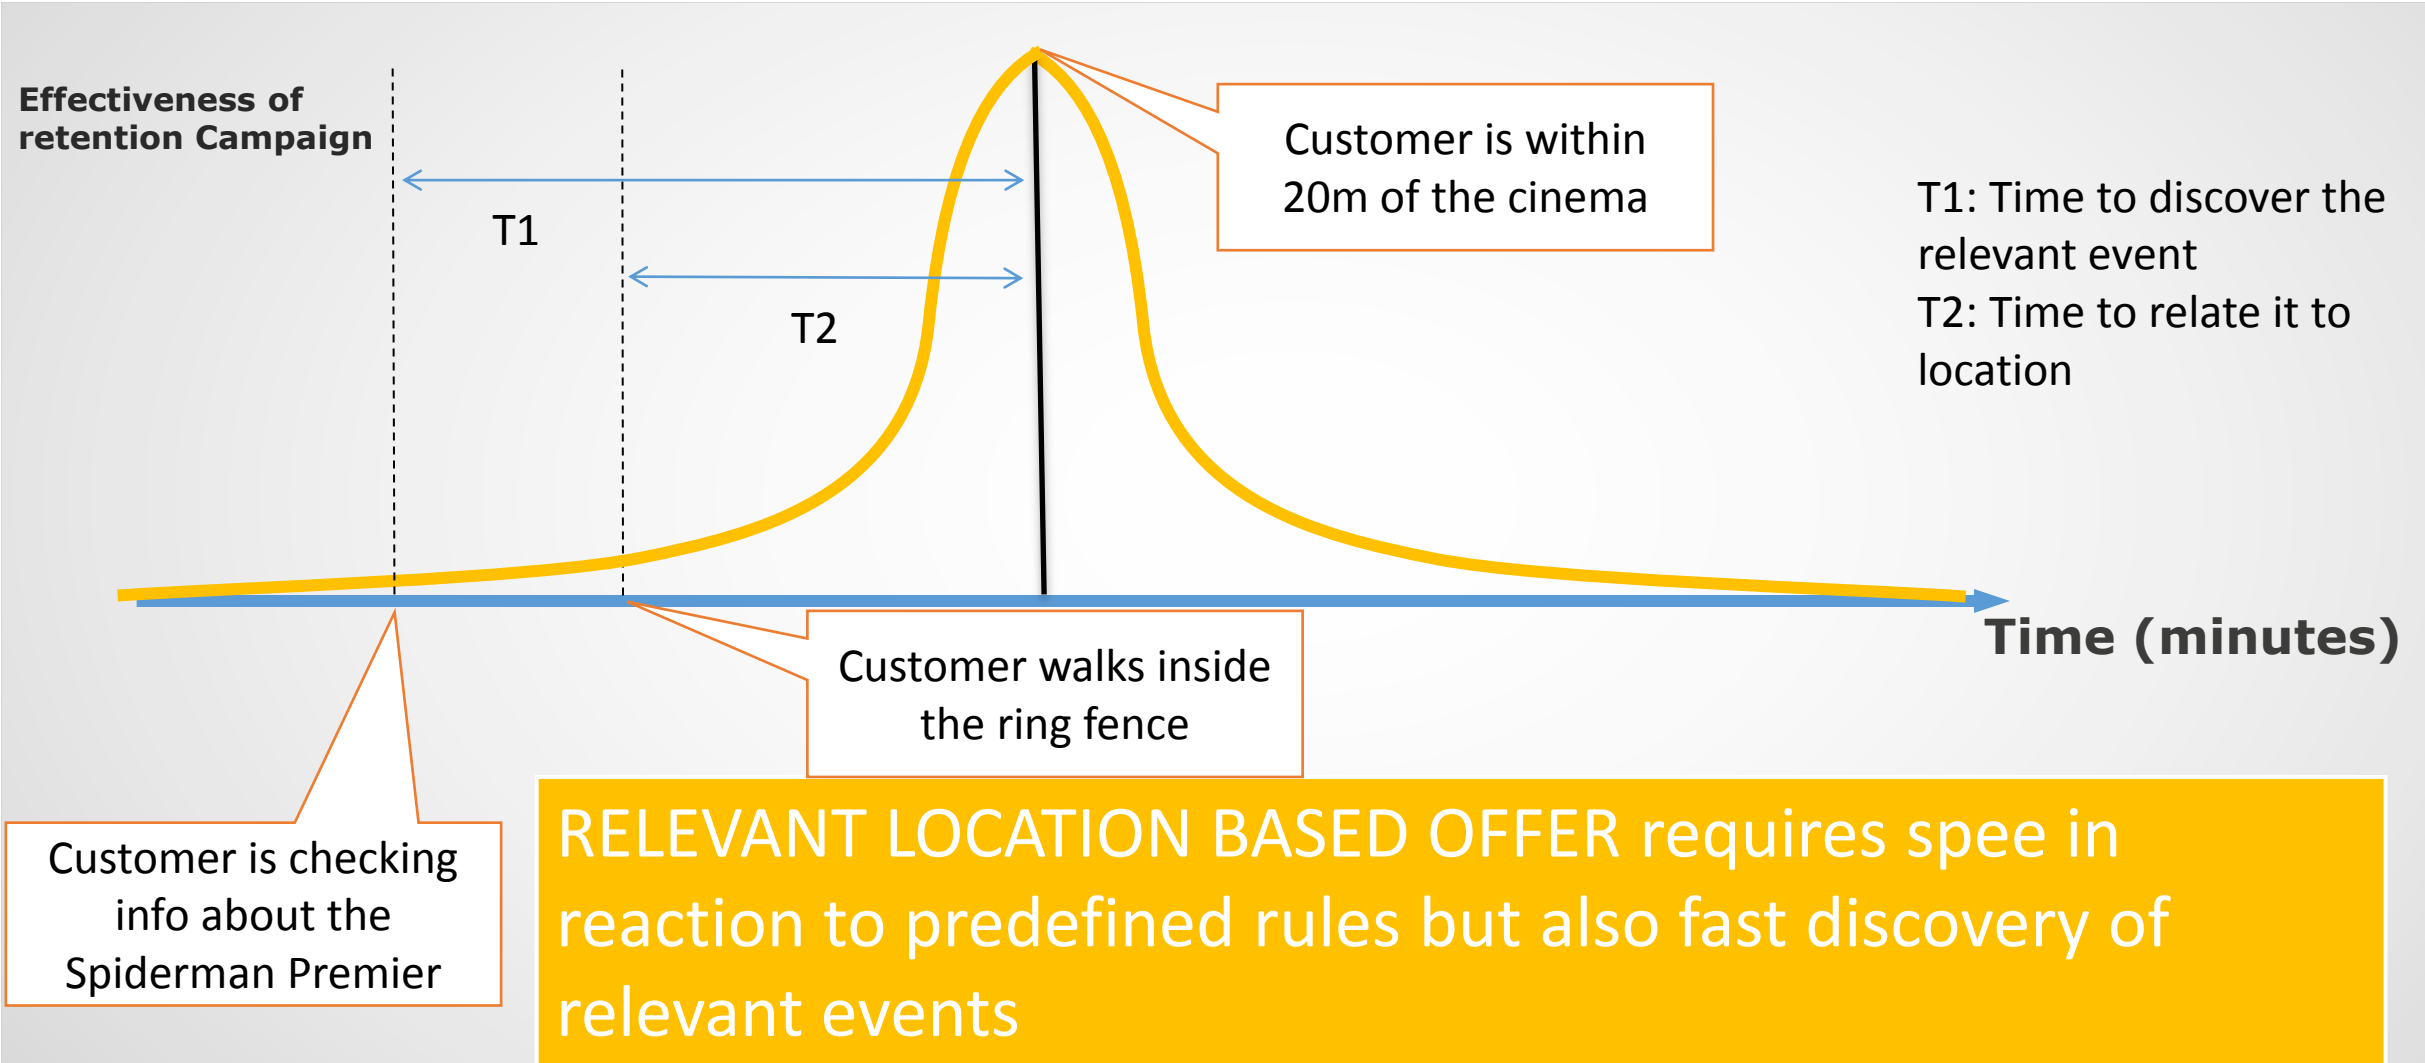 Effectiveness of
retention Campaign
T1
T2
Customer is within
20m of the cinema
T1: Time to discover the
relevant event
T2: Time to relate it to
location
Time (minutes)
Customer walks inside
the ring fence
Customer is checking
info about the
Spiderman Premier
RELEVANT LOCATION BASED OFFER requires spee in
reaction to predefined rules but also fast discovery of
relevant events